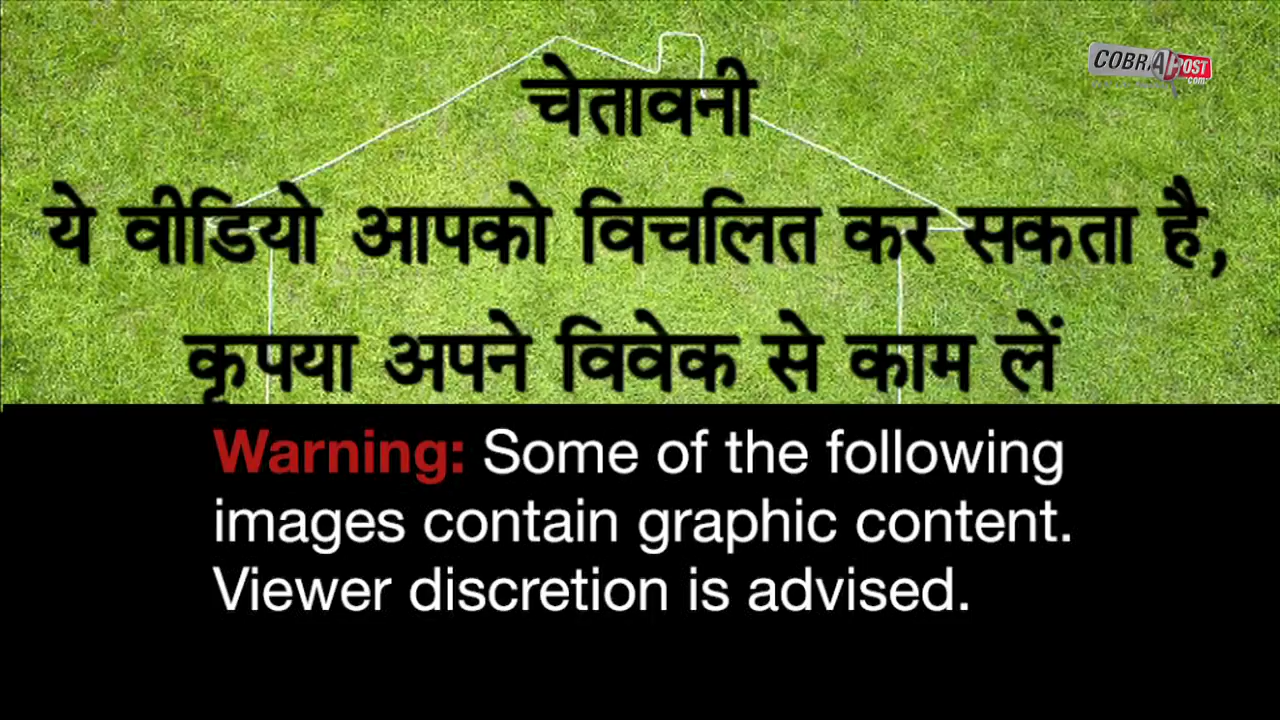 COBRAPOST
.com
चेतावनी
ये वीडियो आपको विचलित कर सकता है,
कृपया अपने विवेक से काम लें
Warning: Some of the following
images contain graphic content.
Viewer discretion is advised.